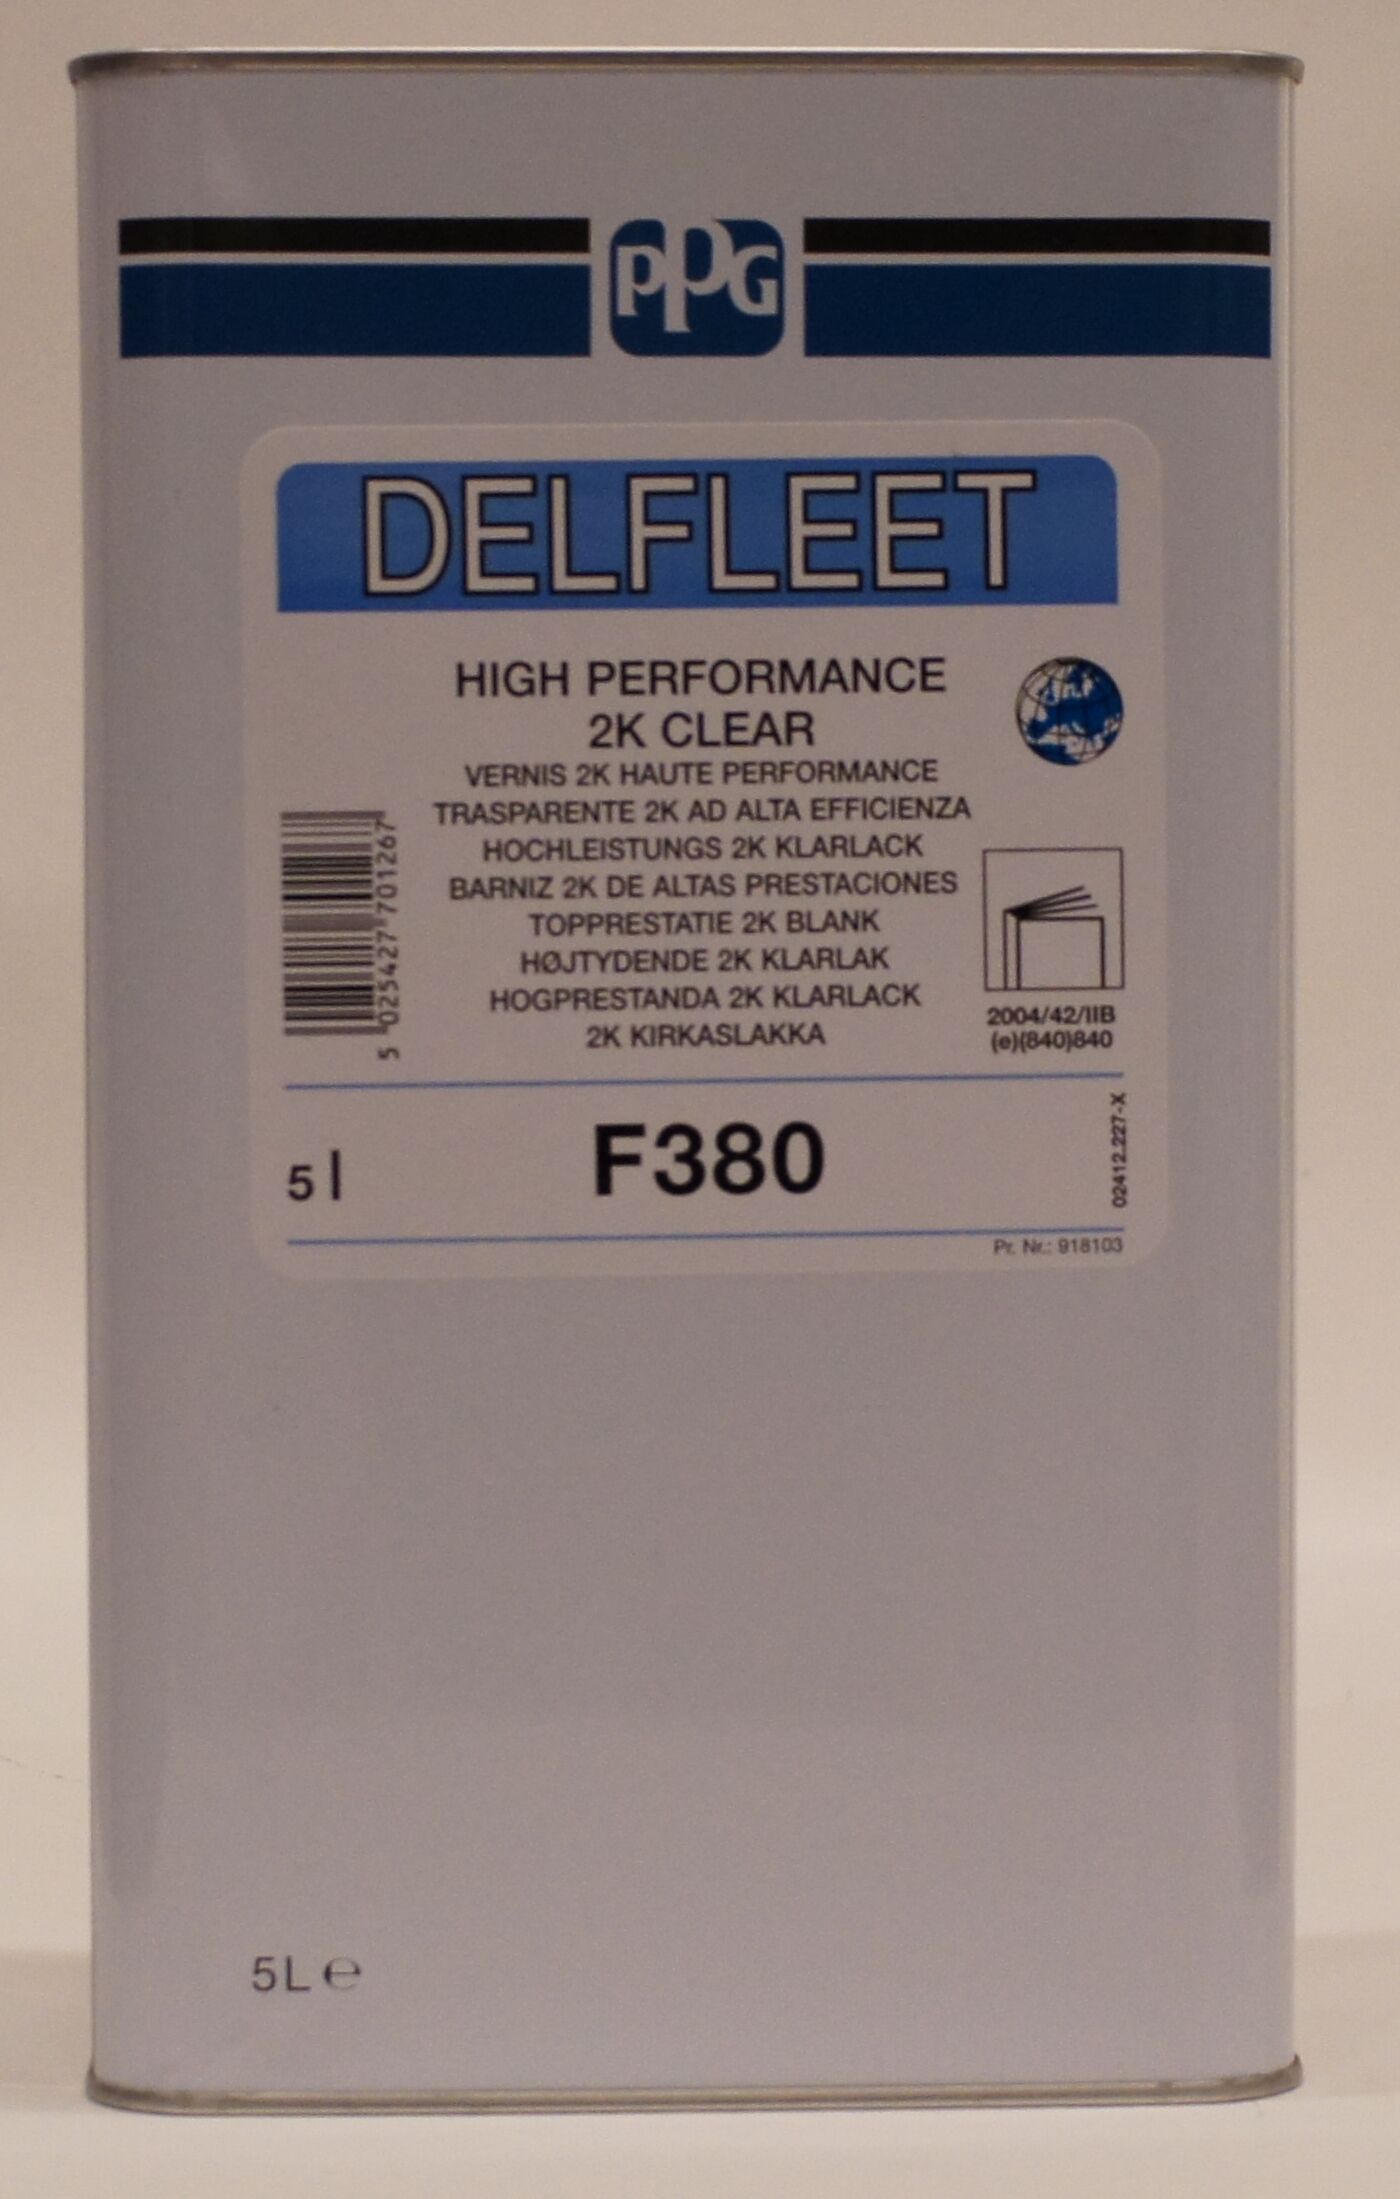 PPG
DELFLEET
HIGH PERFORMANCE
2K CLEAR
VERNIS 2K HAUTE PERFORMANCE
TRASPARENTE 2K AD ALTA EFFICIENZA
HOCHLEISTUNGS 2K KLARLACK
BARNIZ 2K DE ALTAS PRESTACIONES
TOPPRESTATIE 2K BLANK
HØJTYDENDE 2K KLARLAK
HOGPRESTANDA 2K KLARLACK
2K KIRKASLAKKA
5 025427 701267
2004/42/IIB
(e)(840)840
5 l
F380
02412.227-X
Pr. Nr.: 918103
5L ℮